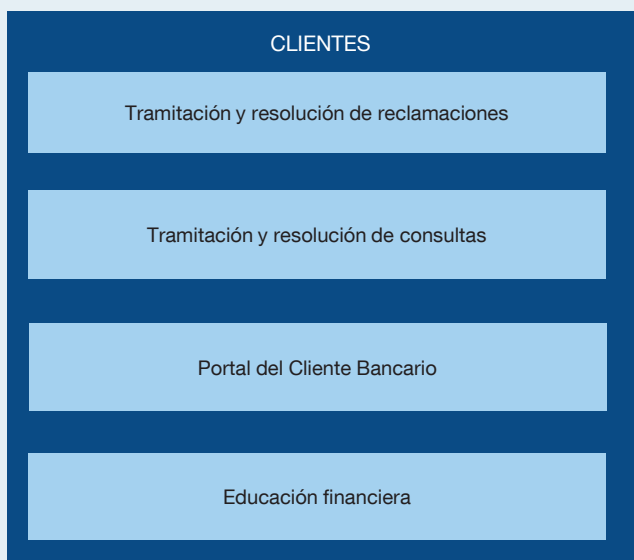 CLIENTES
Tramitación y resolución de reclamaciones
Tramitación y resolución de consultas
Portal del Cliente Bancario
Educación financiera